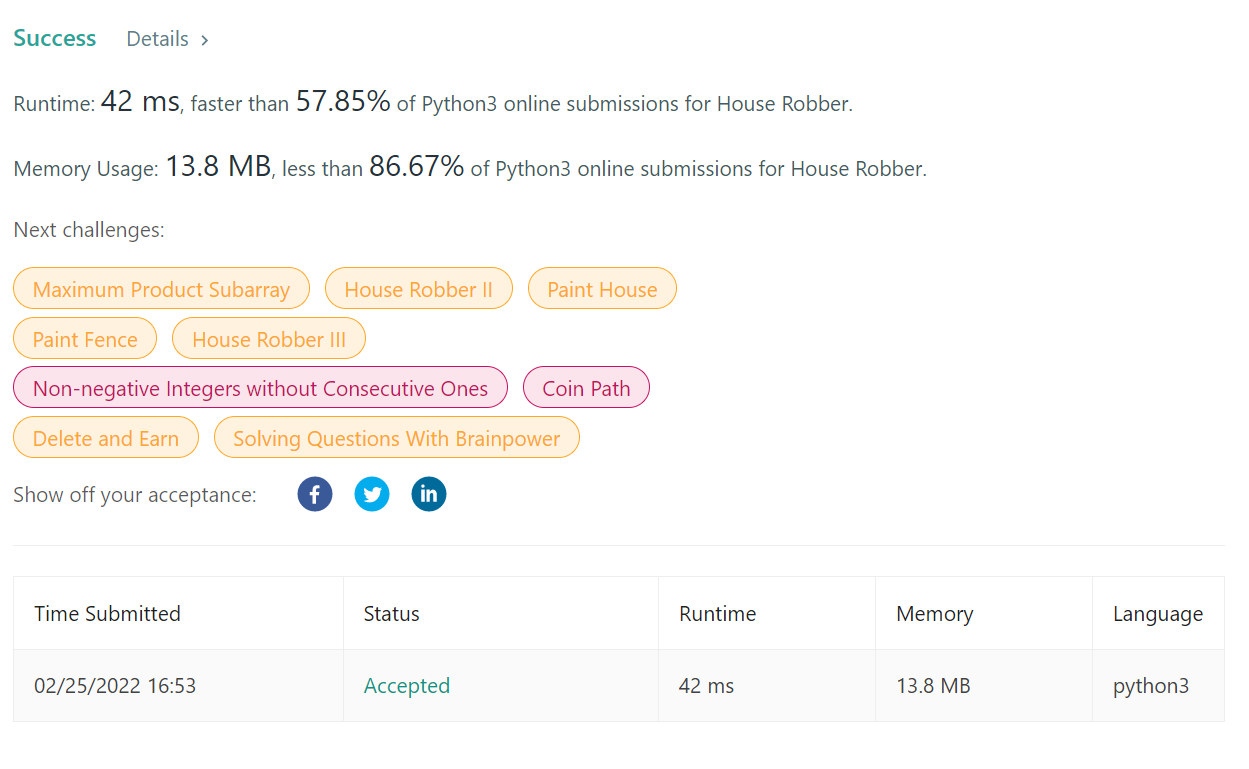 Success Details >
Runtime: 42 ms, faster than 57.85% of Python3 online submissions for House Robber.
Memory Usage: 13.8 MB, less than 86.67% of Python3 online submissions for House Robber.
Next challenges:
Maximum Product Subarray House Robber II Paint House
Paint Fence House Robber III
Non-negative Integers without Consecutive Ones Coin Path
Delete and Earn Solving Questions With Brainpower
Show off your acceptance: f in
Time Submitted Status Runtime Memory Language
02/25/2022 16:53 Accepted 42 ms 13.8 MB python3